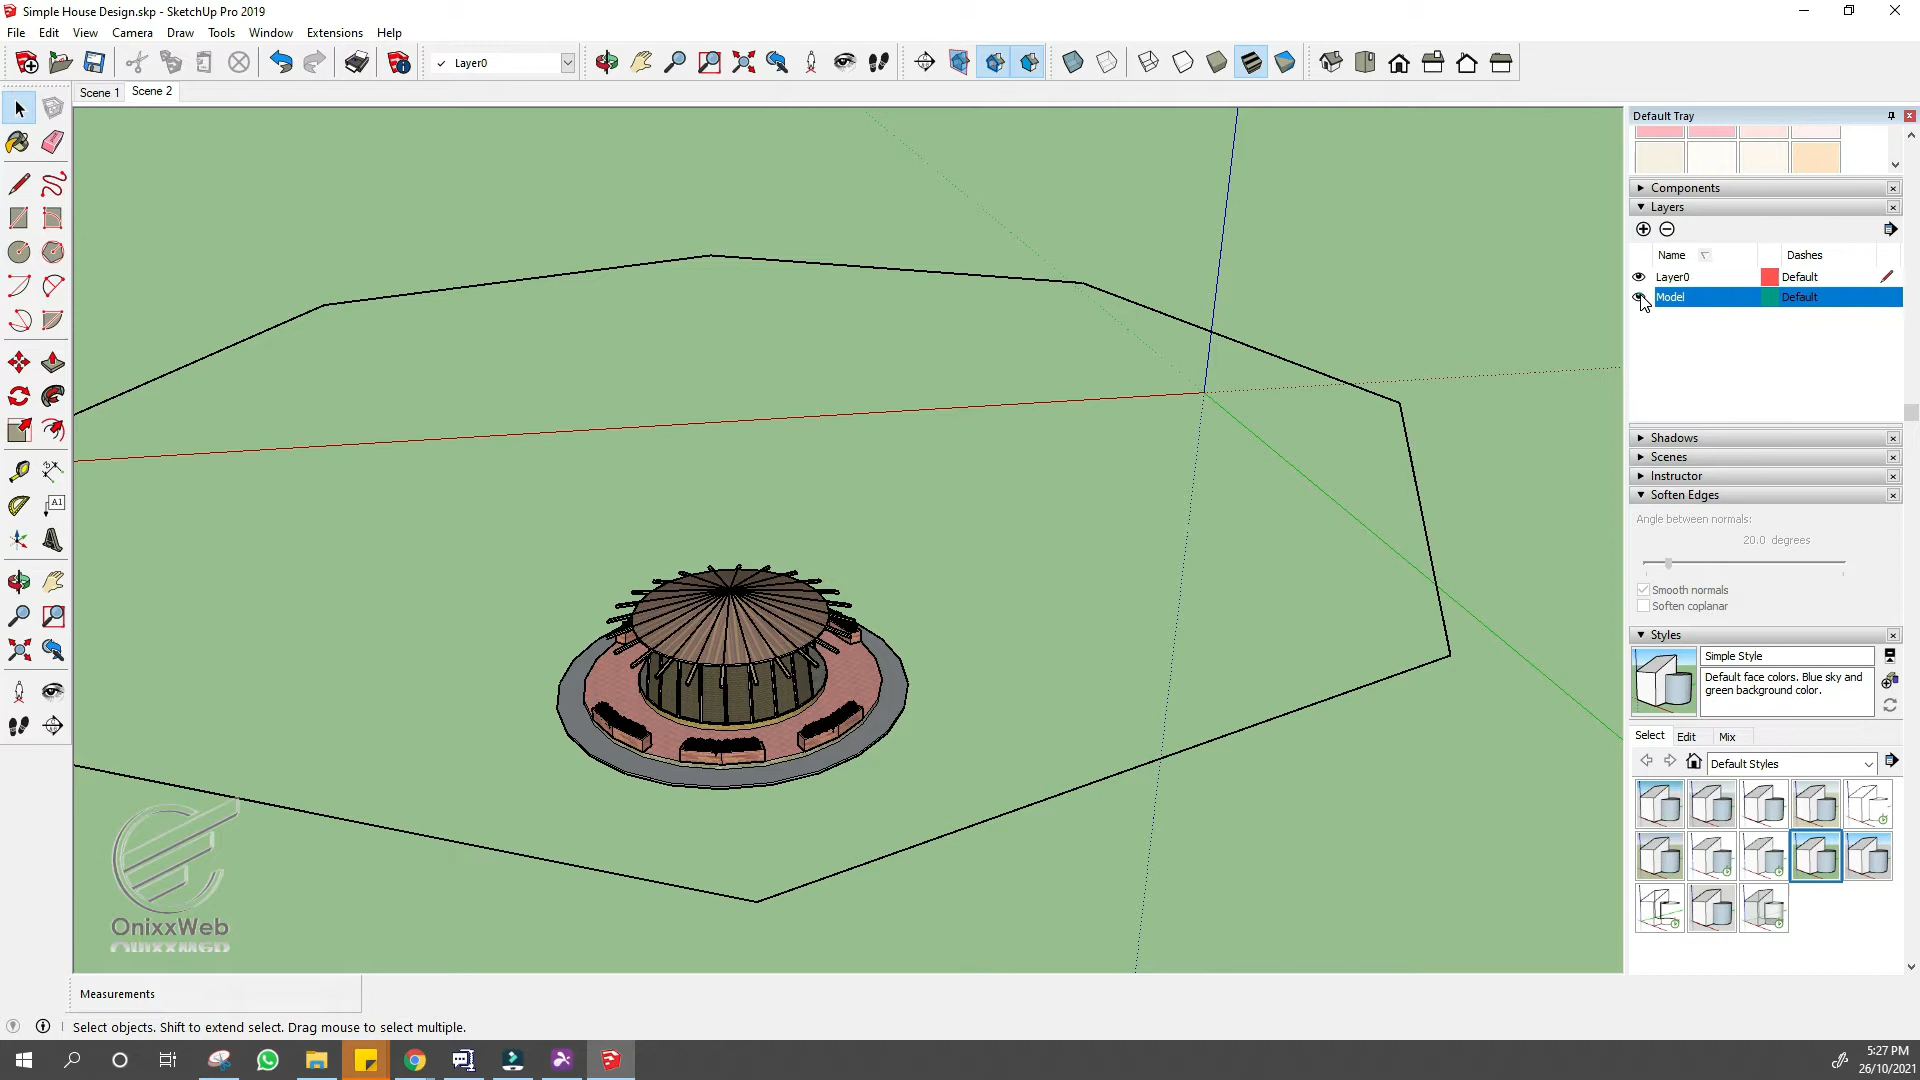 Simple House Design.skp - SketchUp Pro 2019
File Edit View Camera Draw Tools Window Extensions Help
Layer0
Scene 1 Scene 2
Default Tray
Components
Layers
Name Dashes
Layer0 Default
Model Default
Shadows
Scenes
Instructor
Soften Edges
Angle between normals:
20.0 degrees
Smooth normals
Soften coplanar
Styles
Simple Style
Default face colors. Blue sky and
green background color.
Select Edit Mix
Default Styles
OnixxWeb
Measurements
Select objects. Shift to extend select. Drag mouse to select multiple.
5:27 PM
26/10/2021